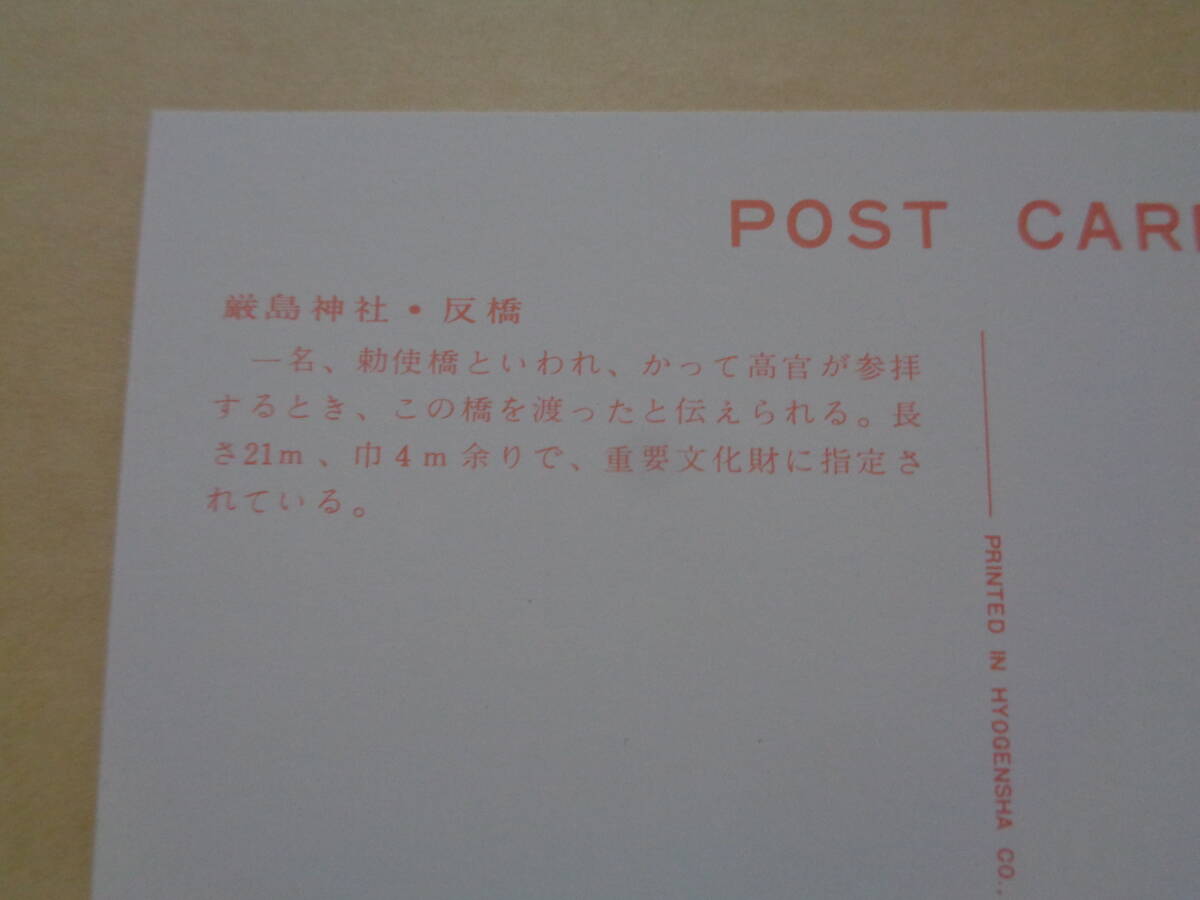 POST CAR
厳島神社・反橋
一名、勅使橋といわれ、かって高官が参拝
するとき、この橋を渡ったと伝えられる。長
さ21m、巾4m余りで、重要文化財に指定さ
れている。
PRINTED IN HYOGENSHA CO.,